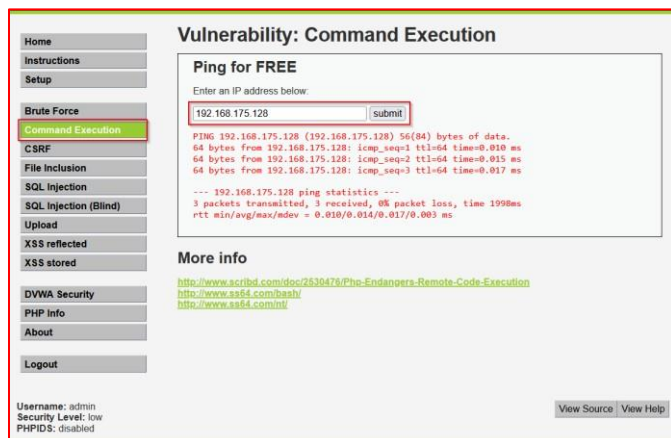 Home
Instructions
Setup
Brute Force
Command Execution
CSRF
File Inclusion
SQL Injection
SQL Injection (Blind)
Upload
XSS reflected
XSS stored
DVWA Security
PHP Info
About
Logout
Username: admin
Security Level: low
PHPIDS: disabled
Vulnerability: Command Execution
Ping for FREE
Enter an IP address below:
192.168.175.128 submit
PING 192.168.175.128 (192.168.175.128) 56(84) bytes of data.
64 bytes from 192.168.175.128: icmp_seq=1 ttl=64 time=0.010 ms
64 bytes from 192.168.175.128: icmp_seq=2 ttl=64 time=0.015 ms
64 bytes from 192.168.175.128: icmp_seq=3 ttl=64 time=0.017 ms
--- 192.168.175.128 ping statistics ---
3 packets transmitted, 3 received, 0% packet loss, time 1998ms
rtt min/avg/max/mdev = 0.010/0.014/0.017/0.003 ms
More info
http://www.scribd.com/doc/2530476/Php-Endangers-Remote-Code-Execution
http://www.ss64.com/bash/
http://www.ss64.com/nt/
View Source View Help